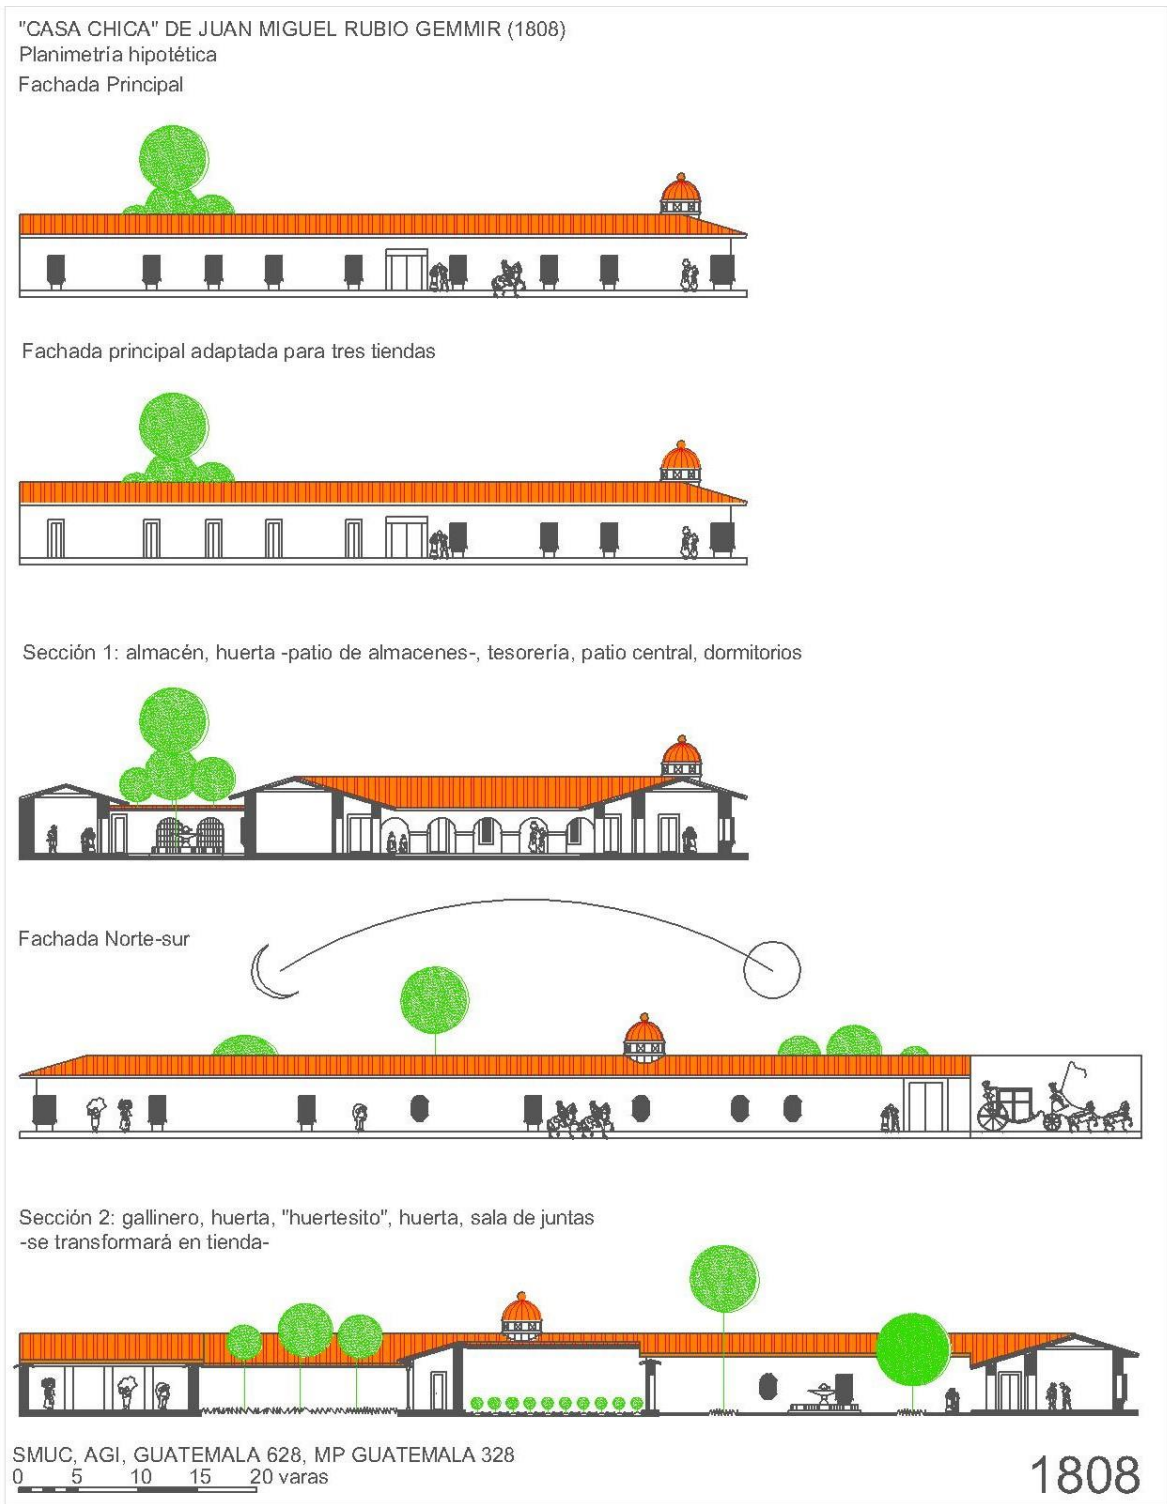 "CASA CHICA" DE JUAN MIGUEL RUBIO GEMMIR (1808)
Planimetría hipotética
Fachada Principal
Fachada principal adaptada para tres tiendas
Sección 1: almacén, huerta -patio de almacenes-, tesorería, patio central, dormitorios
Fachada Norte-sur
Sección 2: gallinero, huerta, "huertesito", huerta, sala de juntas
-se transformará en tienda-
SMUC, AGI, GUATEMALA 628, MP GUATEMALA 328
0 5 10 15 20 varas
1808